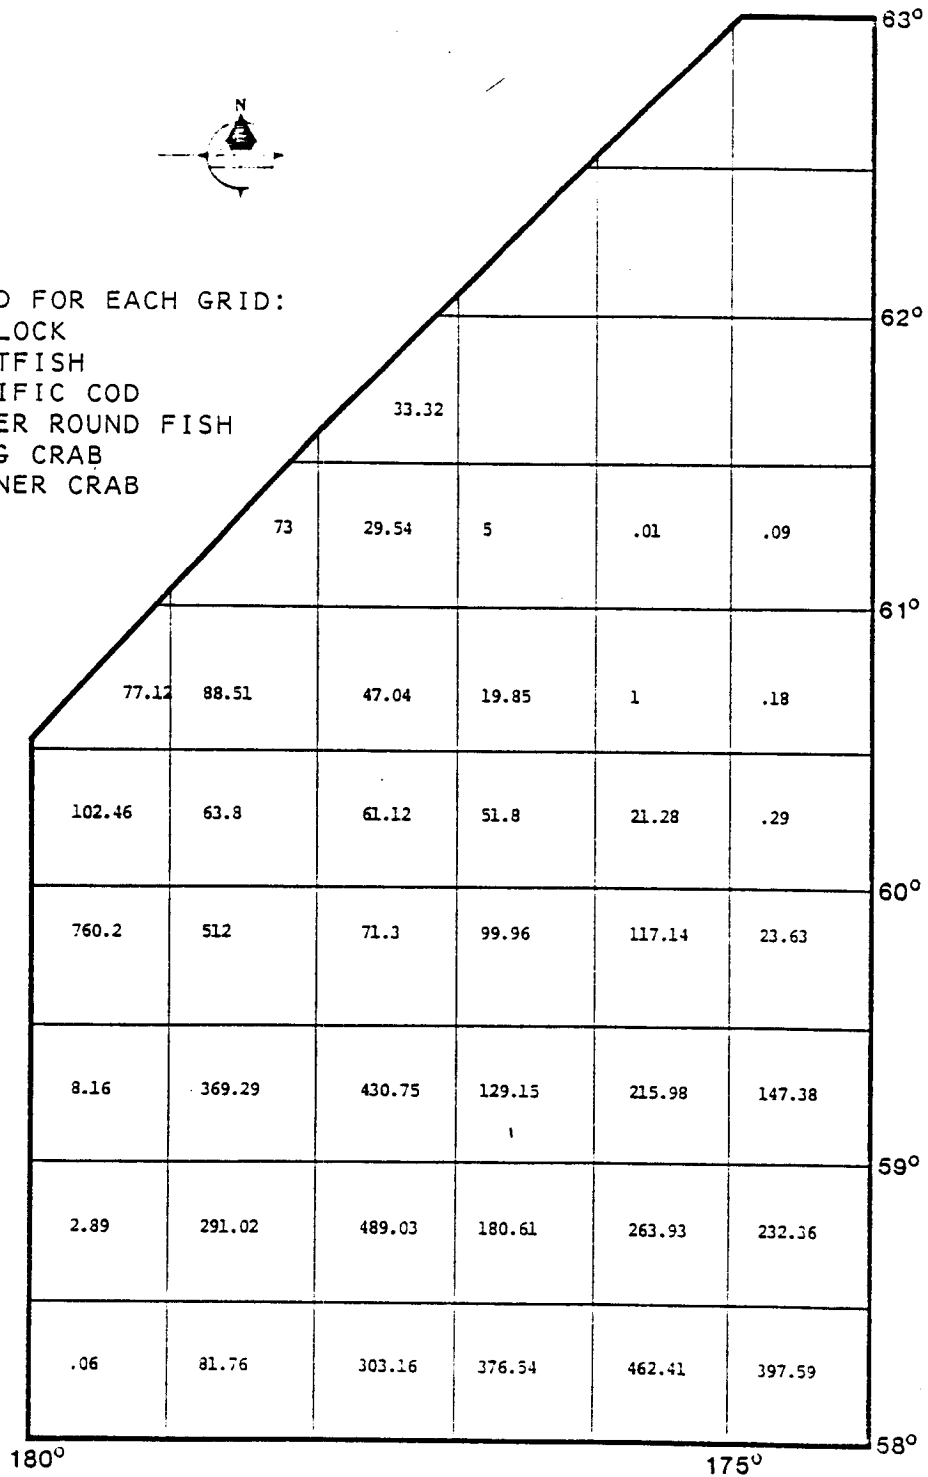 63°
N
D FOR EACH GRID:
LOCK
TFISH
IFIC COD
ER ROUND FISH
G CRAB
NER CRAB
62°
33.32
73 29.54 5 .01 .09
61°
77.12 88.51 47.04 19.85 1 .18
102.46 63.8 61.12 51.8 21.28 .29
60°
760.2 512 71.3 99.96 117.14 23.63
8.16 369.29 430.75 129.15 215.98 147.38
59°
2.89 291.02 489.03 180.61 263.93 232.36
.06 81.76 303.16 376.54 462.41 397.59
58°
180° 175°